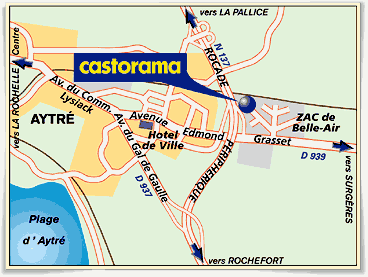 vers LA PALLICE
N 137
ROCADE
castorama
vers LA ROCHELLE Centre
Av. du Comm.
Lysiack
AYTRÉ
Avenue
Edmond
Grasset
Hotel
de Ville
ZAC de
Belle-Air
D 939
vers SURGÈRES
PÉRIPHERIQUE
Av. du Gal de Gaulle
D 937
Plage
d ' Aytré
vers ROCHEFORT